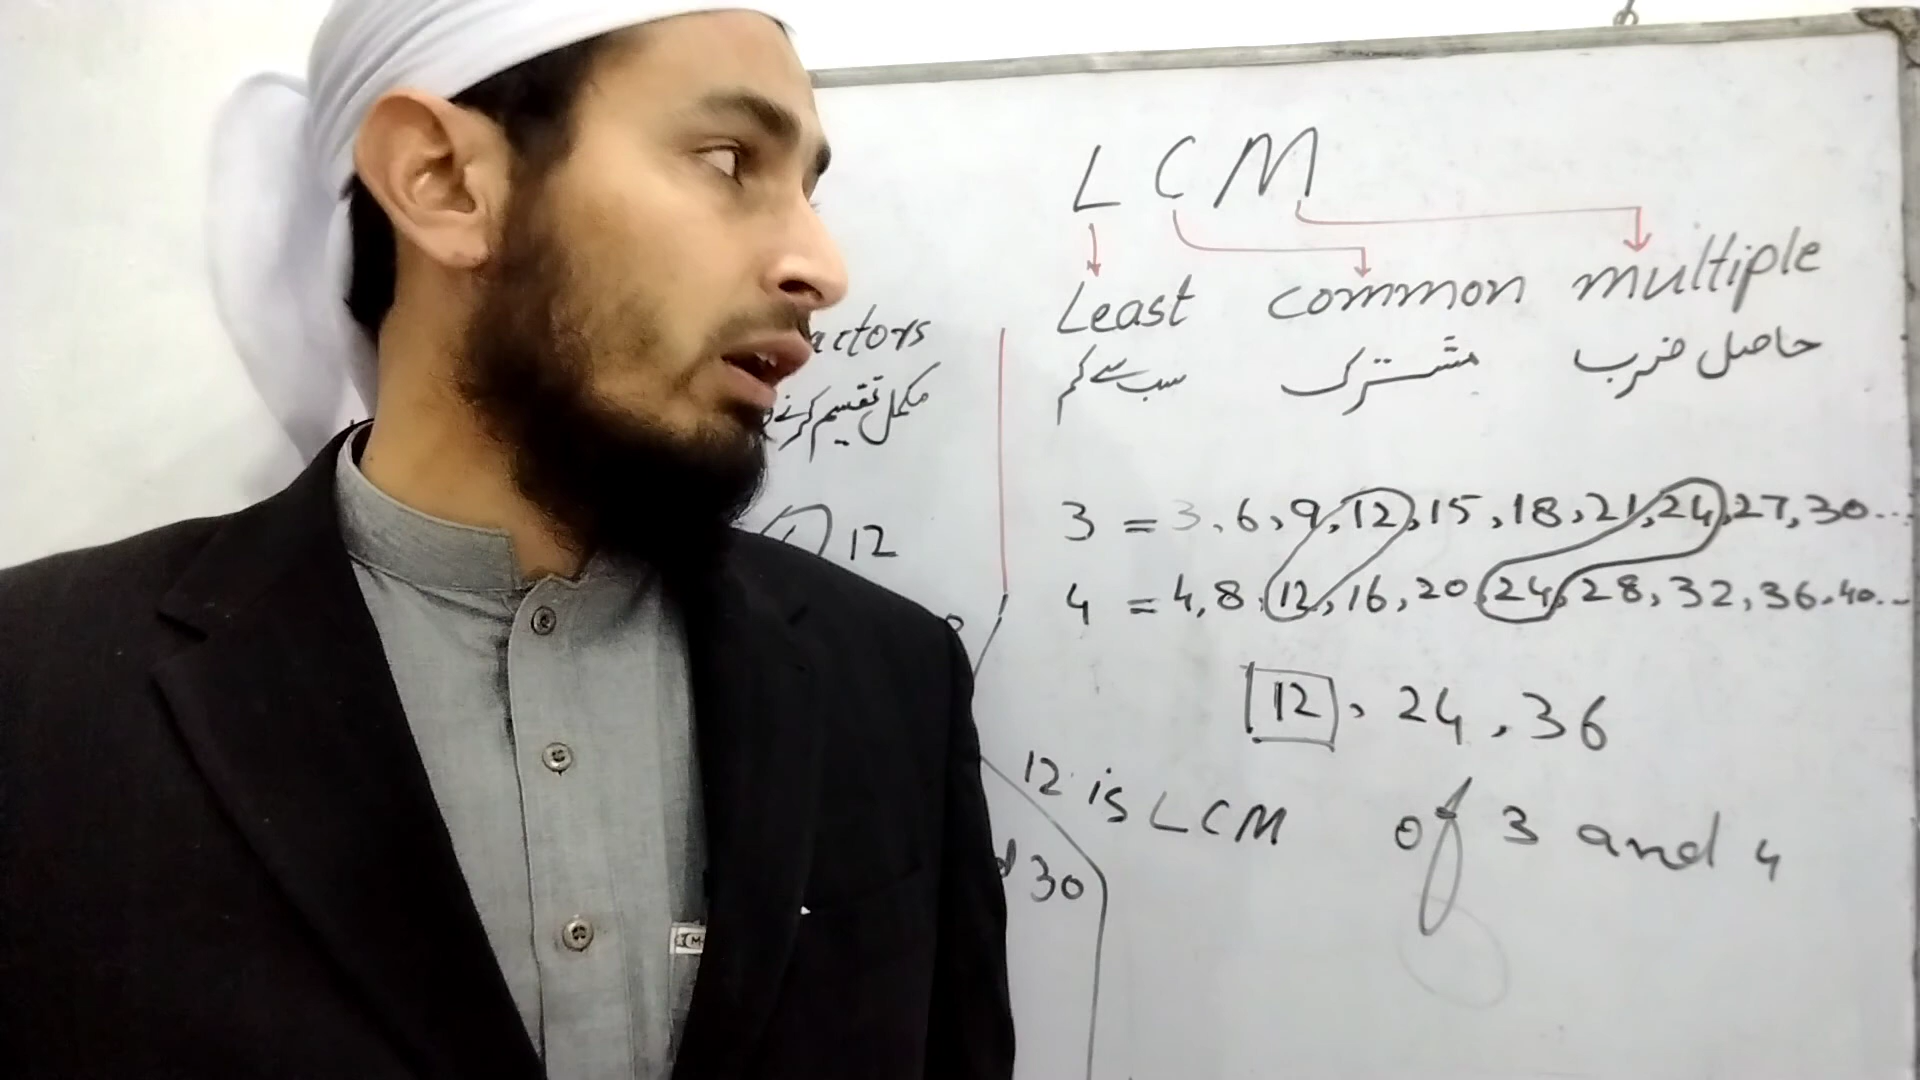 L C M
Least common multiple
سب سے کم مشترک حاصل ضرب
مکمل تقسیم کرنے
12
3 = 3, 6, 9, 12, 15, 18, 21, 24, 27, 30...
4 = 4, 8, 12, 16, 20, 24, 28, 32, 36, 40...
12, 24, 36
12 is LCM of 3 and 4
30